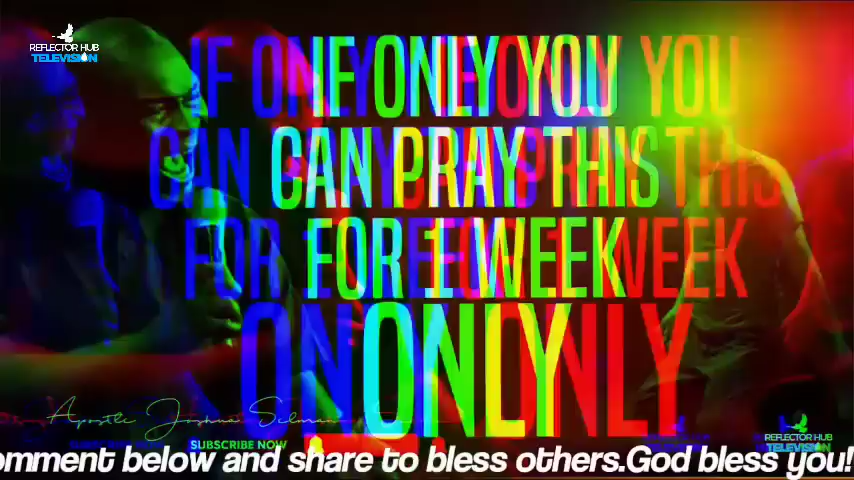 REFLECTOR HUB
TELEVISION
IF ONLY YOU
CAN PRAY THIS
FOR 1 WEEK
ONLY
Apostle Joshua Selman
SUBSCRIBE NOW
REFLECTOR HUB
TELEVISION
omment below and share to bless others.God bless you!